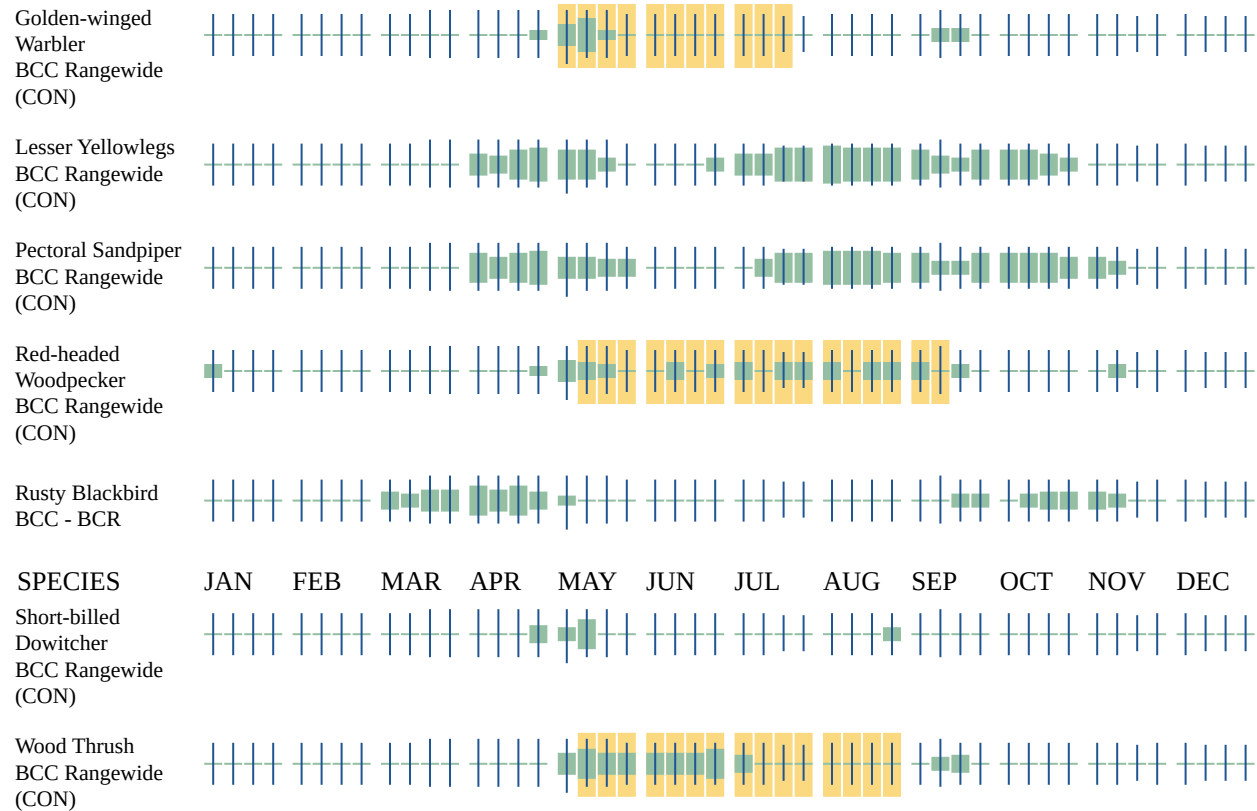 Golden-winged
Warbler
BCC Rangewide
(CON)
Lesser Yellowlegs
BCC Rangewide
(CON)
Pectoral Sandpiper
BCC Rangewide
(CON)
Red-headed
Woodpecker
BCC Rangewide
(CON)
Rusty Blackbird
BCC - BCR
SPECIES JAN FEB MAR APR MAY JUN JUL AUG SEP OCT NOV DEC
Short-billed
Dowitcher
BCC Rangewide
(CON)
Wood Thrush
BCC Rangewide
(CON)